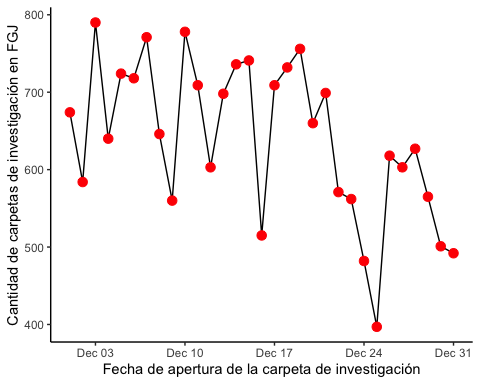 Cantidad de carpetas de investigación en FGJ
800
700
600
500
400
Dec 03
Dec 10
Dec 17
Dec 24
Dec 31
Fecha de apertura de la carpeta de investigación